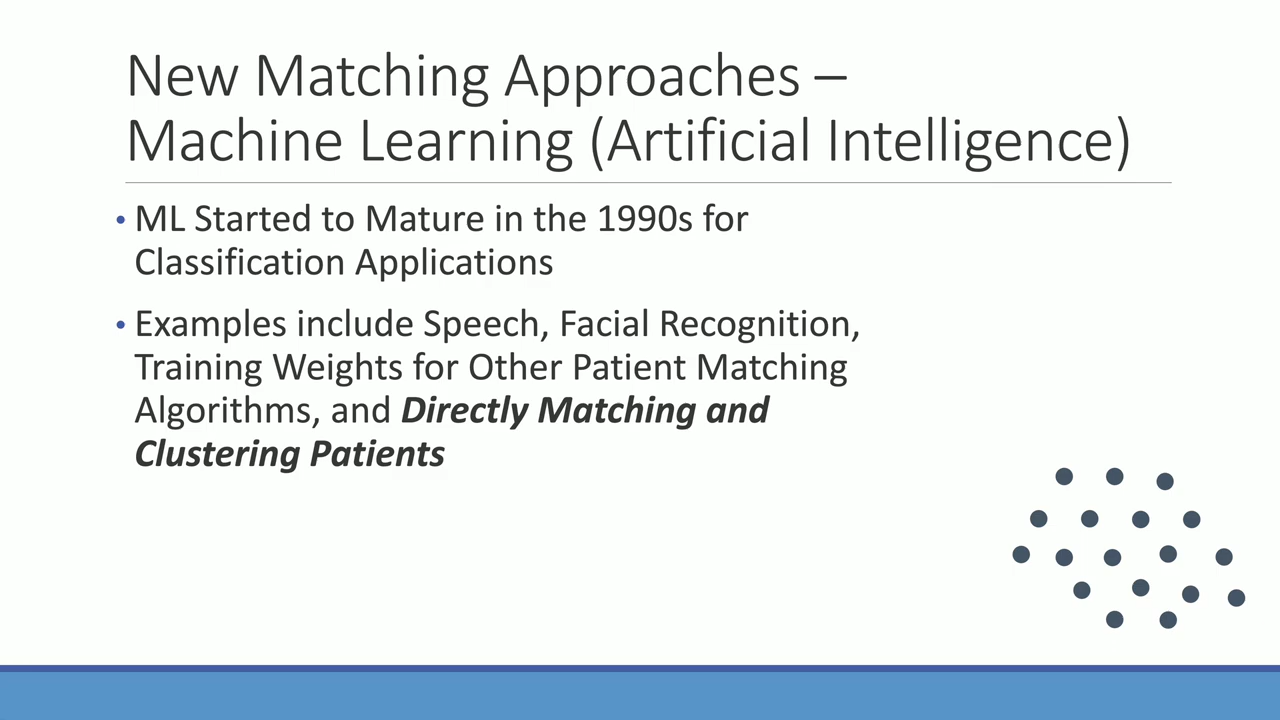 New Matching Approaches –
Machine Learning (Artificial Intelligence)
• ML Started to Mature in the 1990s for
Classification Applications
• Examples include Speech, Facial Recognition,
Training Weights for Other Patient Matching
Algorithms, and Directly Matching and
Clustering Patients